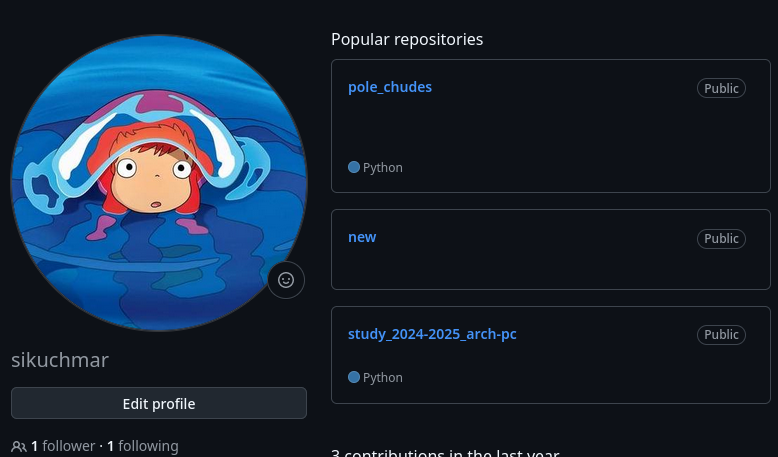 Popular repositories
pole_chudes
Public
Python
new
Public
study_2024-2025_arch-pc
Public
Python
sikuchmar
Edit profile
1 follower · 1 following
3 contributions in the last year